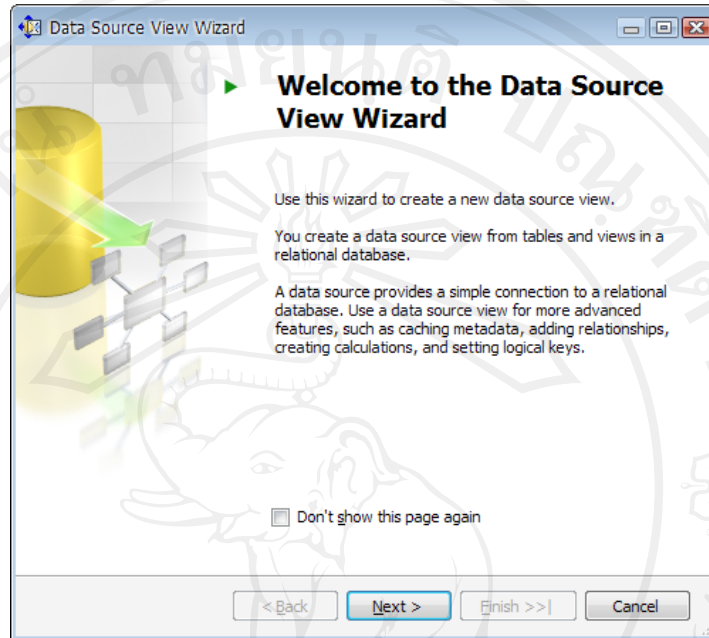 Data Source View Wizard
Welcome to the Data Source
View Wizard
Use this wizard to create a new data source view.
You create a data source view from tables and views in a
relational database.
A data source provides a simple connection to a relational
database. Use a data source view for more advanced
features, such as caching metadata, adding relationships,
creating calculations, and setting logical keys.
Don't show this page again
< Back
Next >
Finish >>|
Cancel